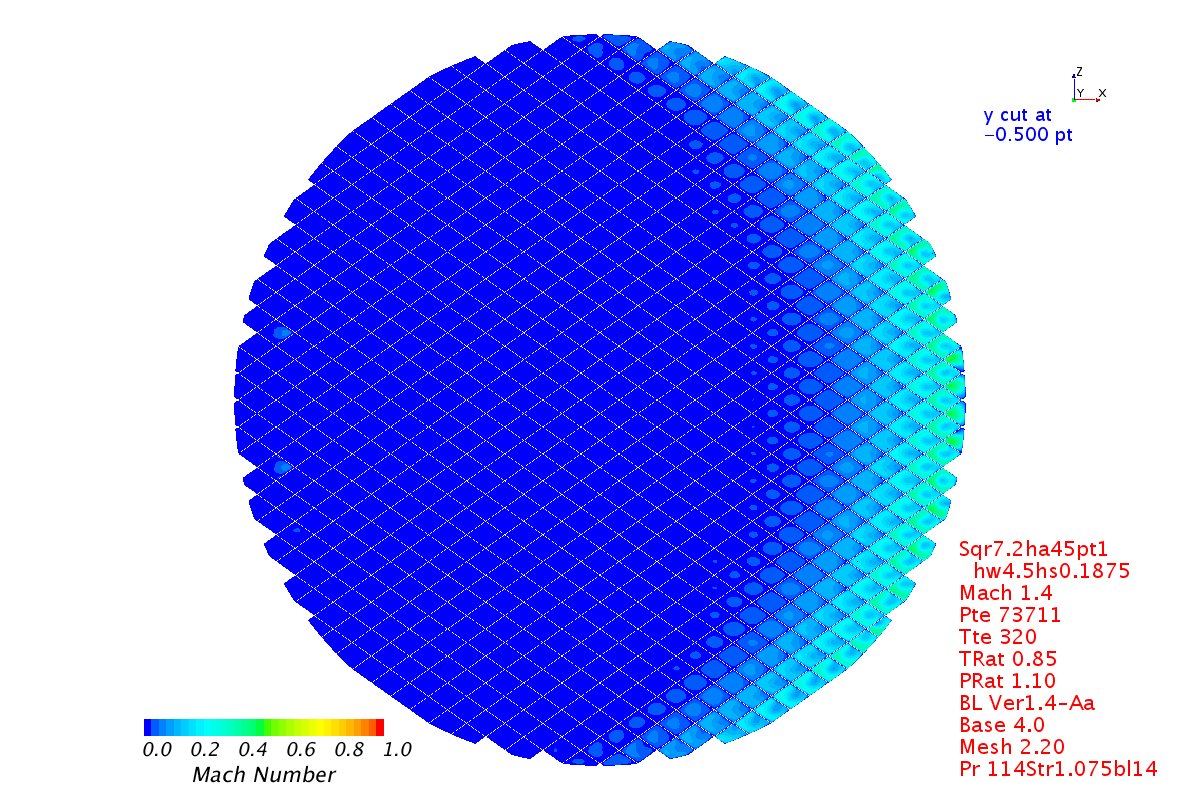 Z
Y X
y cut at
−0.500 pt
Sqr7.2ha45pt1
hw4.5hs0.1875
Mach 1.4
Pte 73711
Tte 320
TRat 0.85
PRat 1.10
BL Ver1.4−Aa
Base 4.0
Mesh 2.20
Pr 114Str1.075bl14
0.0 0.2 0.4 0.6 0.8 1.0
Mach Number